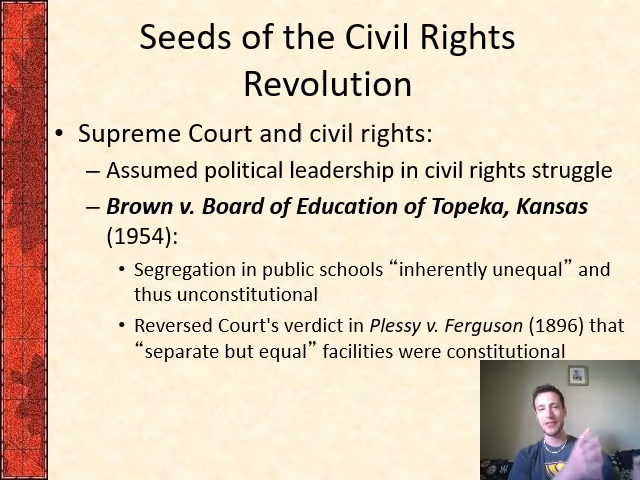 Seeds of the Civil Rights
Revolution
• Supreme Court and civil rights:
– Assumed political leadership in civil rights struggle
– Brown v. Board of Education of Topeka, Kansas
(1954):
• Segregation in public schools “inherently unequal” and
thus unconstitutional
• Reversed Court's verdict in Plessy v. Ferguson (1896) that
“separate but equal” facilities were constitutional